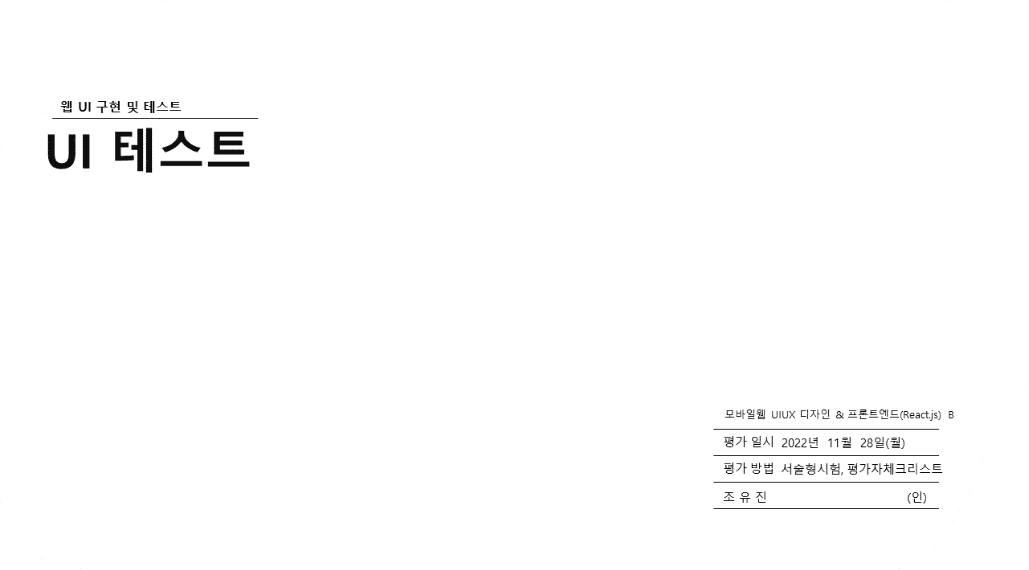 웹 UI 구현 및 테스트
UI 테스트
모바일웹 UIUX 디자인 & 프론트엔드(React.js) B
평가 일시 2022년 11월 28일(월)
평가 방법 서술형시험, 평가자체크리스트
조 유 진 (인)